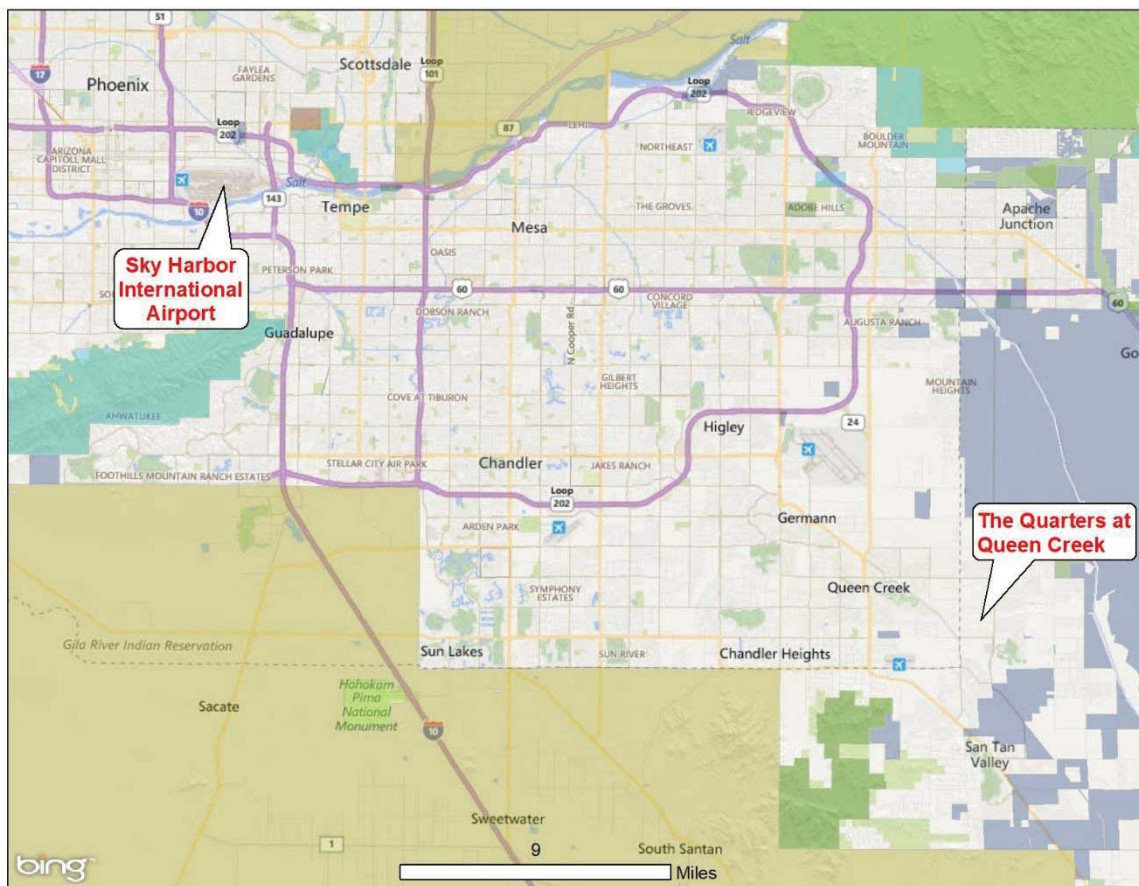 51
Salt
Scottsdale
FAYLEA
GARDENS
Loop
101
17
Phoenix
Loop
202
RIDGEVIEW
87
LEHI
Loop
202
ARIZONA
CAPITOLL MALL
DISTRICT
NORTHEAST
BOULDER
MOUNTAIN
Salt
143
10
Tempe
THE GROVES
ADOBE HILLS
Apache
Junction
Mesa
Sky Harbor
International
Airport
OASIS
PETERSON PARK
SO
60
60
CONCORD
VILLAGE
60
DOBSON RANCH
N Cooper Rd
AUGUSTA RANCH
Guadalupe
Go
GILBERT
HEIGHTS
MOUNTAIN
HEIGHTS
COVE AT TIBURON
AHWATUKEE
Higley
24
FOOTHILLS MOUNTAIN RANCH ESTATES
STELLAR CITY AIR PARK
Chandler
JAKES RANCH
Loop
202
Germann
The Quarters at
Queen Creek
ARDEN PARK
SYMPHONY
ESTATES
Queen Creek
Gila River Indian Reservation
Sun Lakes
SUN RIVER
Chandler Heights
Hohokam
Pima
National
Monument
Sacate
10
San Tan
Valley
Sweetwater
1
9
South Santan
Miles
bing